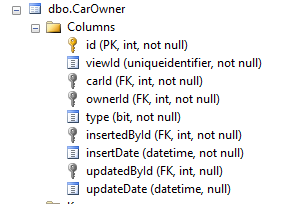 dbo.CarOwner
Columns
id (PK, int, not null)
viewId (uniqueidentifier, not null)
carId (FK, int, not null)
ownerId (FK, int, not null)
type (bit, not null)
insertedById (FK, int, not null)
insertDate (datetime, not null)
updatedById (FK, int, null)
updateDate (datetime, null)